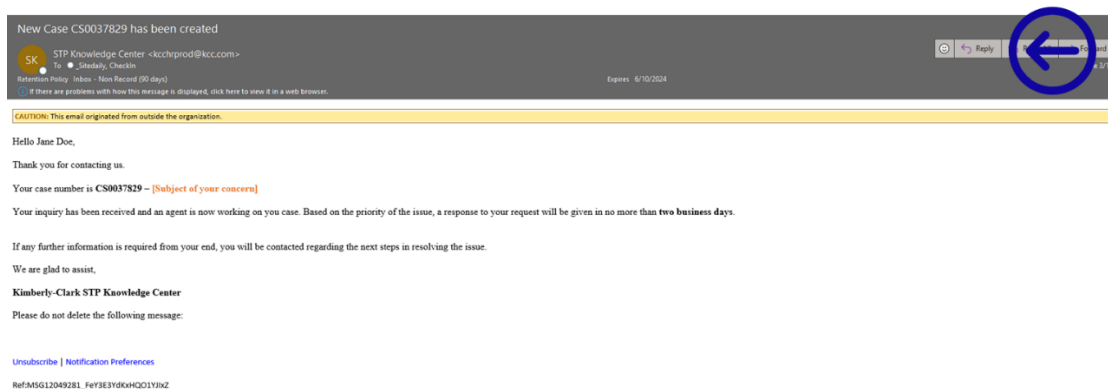 New Case CS0037829 has been created
SK
STP Knowledge Center <kcchrprod@kcc.com>
To Sitedaily, Checkin
Reply
Retention Policy Inbox - Non Record (90 days)
Expires 6/10/2024
If there are problems with how this message is displayed, click here to view it in a web browser.
CAUTION: This email originated from outside the organization.
Hello Jane Doe,
Thank you for contacting us.
Your case number is CS0037829 – [Subject of your concern]
Your inquiry has been received and an agent is now working on you case. Based on the priority of the issue, a response to your request will be given in no more than two business days.
If any further information is required from your end, you will be contacted regarding the next steps in resolving the issue.
We are glad to assist,
Kimberly-Clark STP Knowledge Center
Please do not delete the following message:
Unsubscribe | Notification Preferences